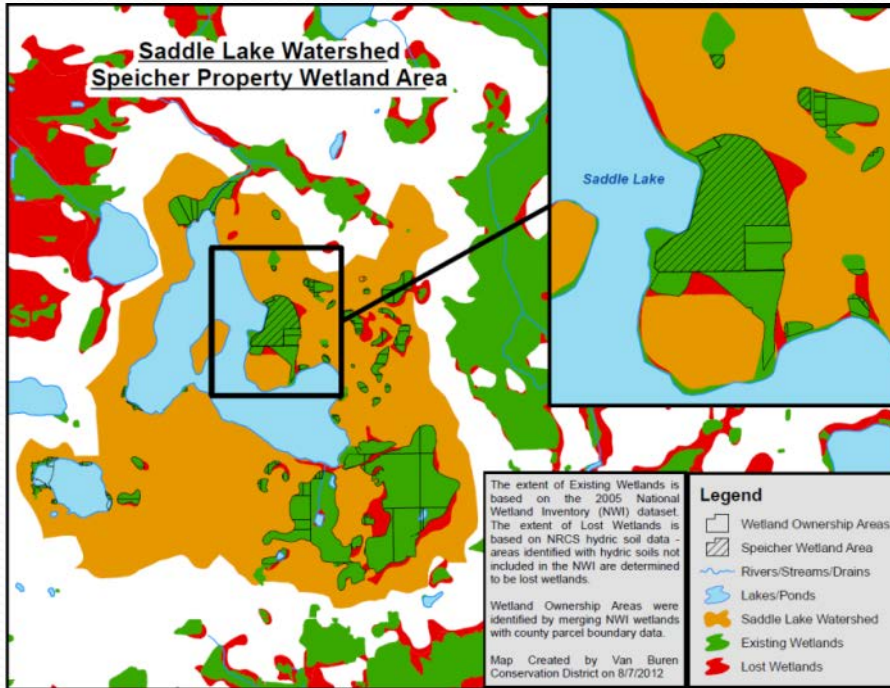 Saddle Lake Watershed
Speicher Property Wetland Area
Saddle Lake
The extent of Existing Wetlands is
based on the 2005 National
Wetland Inventory (NWI) dataset.
The extent of Lost Wetlands is
based on NRCS hydric soil data -
areas identified with hydric soils not
included in the NWI are determined
to be lost wetlands.
Wetland Ownership Areas were
identified by merging NWI wetlands
with county parcel boundary data.
Map Created by Van Buren
Conservation District on 8/7/2012
Legend
Wetland Ownership Areas
Speicher Wetland Area
Rivers/Streams/Drains
Lakes/Ponds
Saddle Lake Watershed
Existing Wetlands
Lost Wetlands